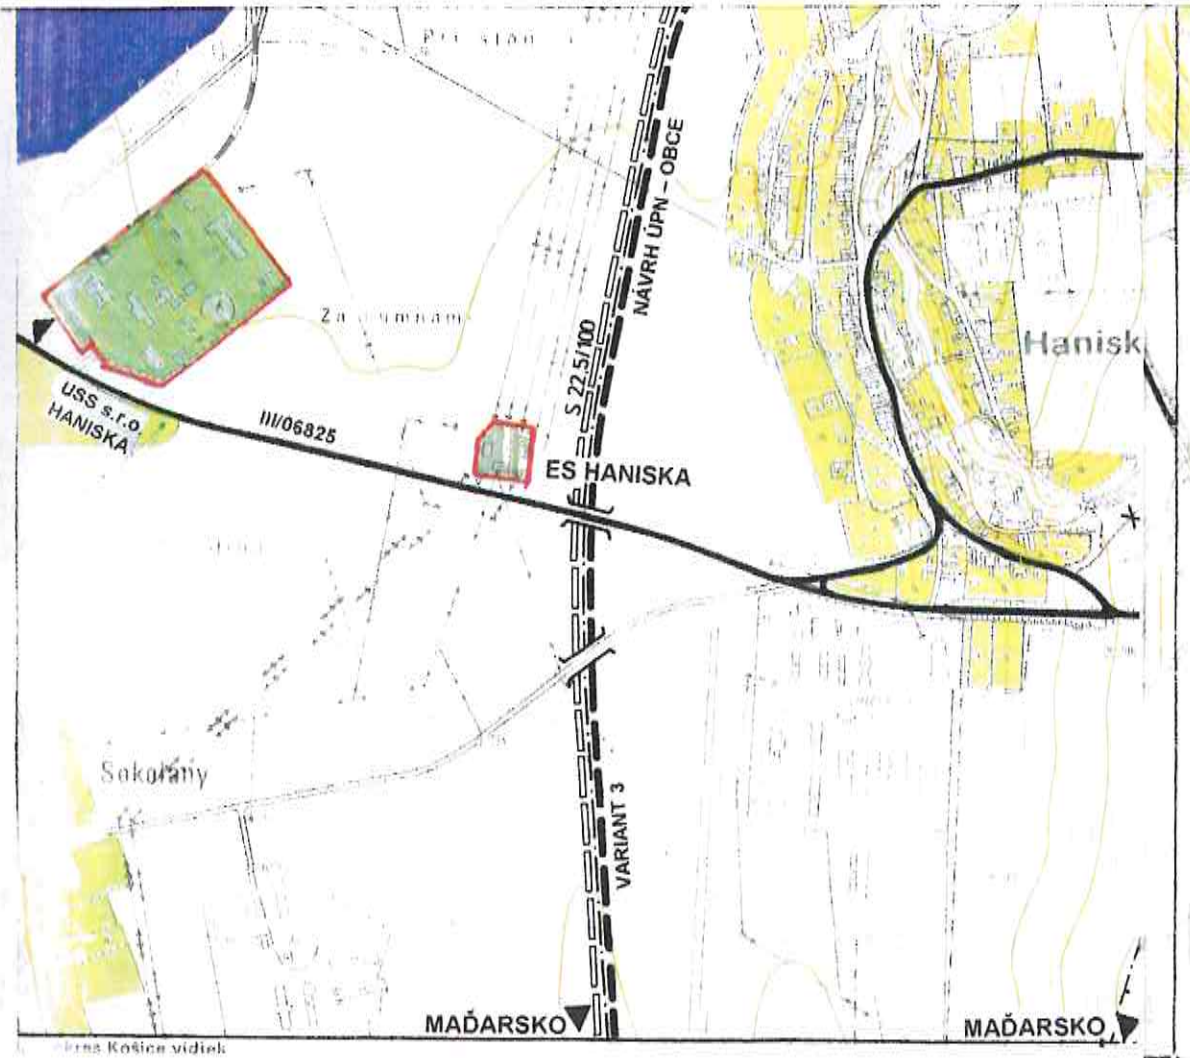 NÁVRH ÚPN – OBCE
S 22,5/100
Hanisk
USS s.r.o.
HANISKA
III/06825
ES HANISKA
Sokoľany
VARIANT 3
MAĎARSKO
MAĎARSKO
okres Košice vidiek